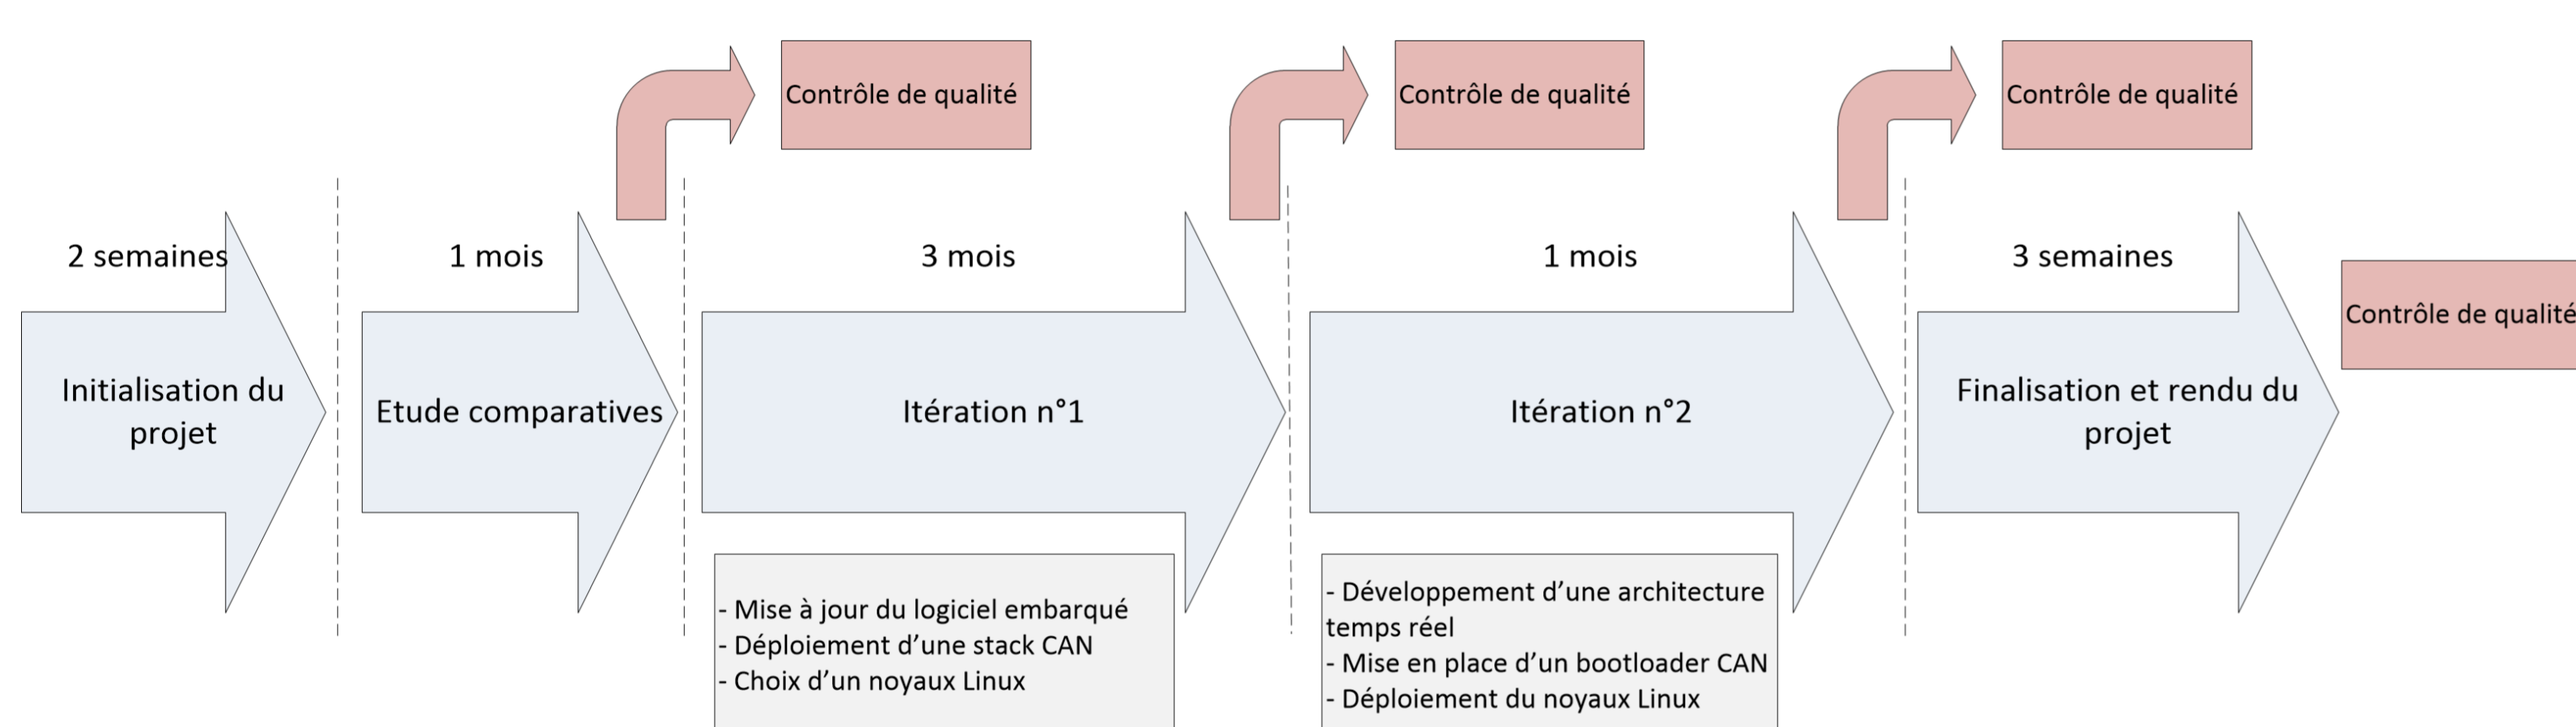 Contrôle de qualité
Contrôle de qualité
Contrôle de qualité
2 semaines
1 mois
3 mois
1 mois
3 semaines
Contrôle de qualité
Initialisation du
projet
Etude comparatives
Itération n°1
Itération n°2
Finalisation et rendu du
projet
- Mise à jour du logiciel embarqué
- Déploiement d’une stack CAN
- Choix d’un noyaux Linux
- Développement d’une architecture
temps réel
- Mise en place d’un bootloader CAN
- Déploiement du noyaux Linux